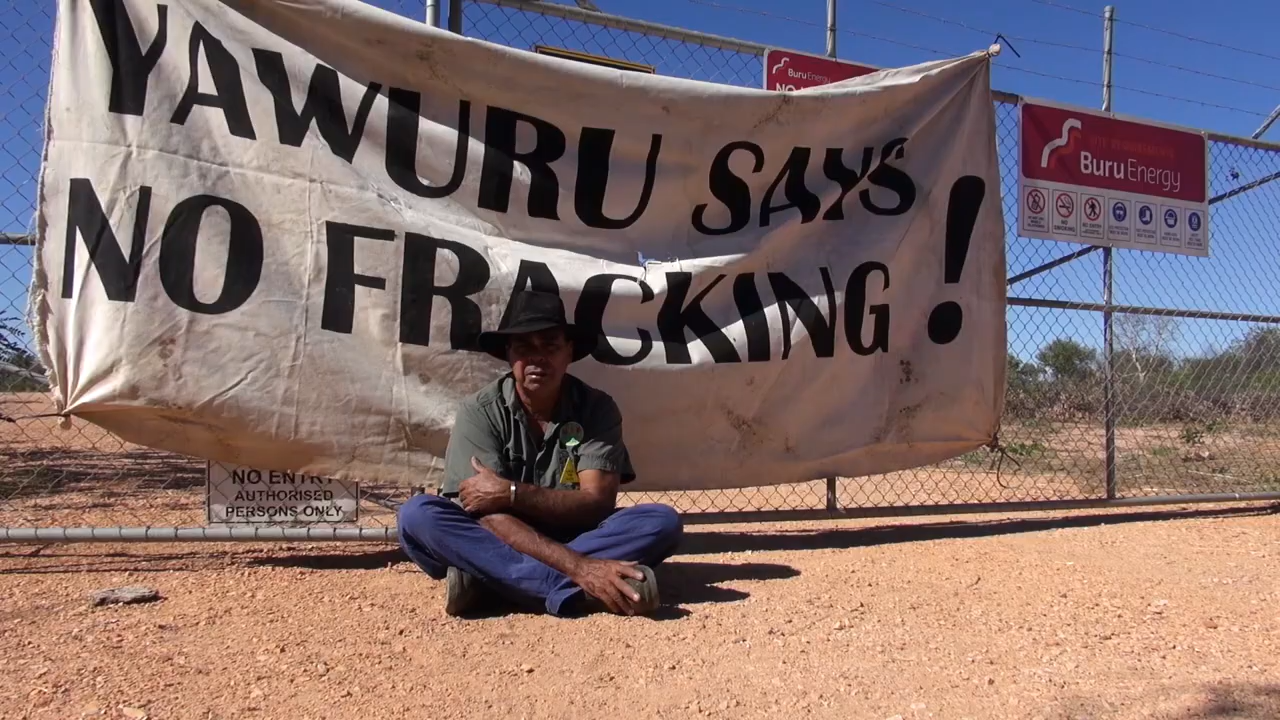 YAWURU SAYS
NO FRACKING!
Buru Energy
Buru Energy
NO ENTRY
AUTHORISED
PERSONS ONLY